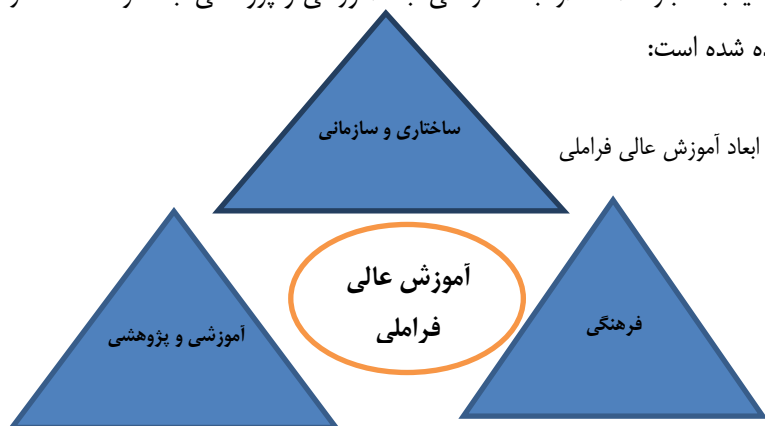 ه شده است:
ابعاد آموزش عالی فراملی
ساختاری و سازمانی
آموزش عالی
فراملی
فرهنگی
آموزشی و پژوهشی